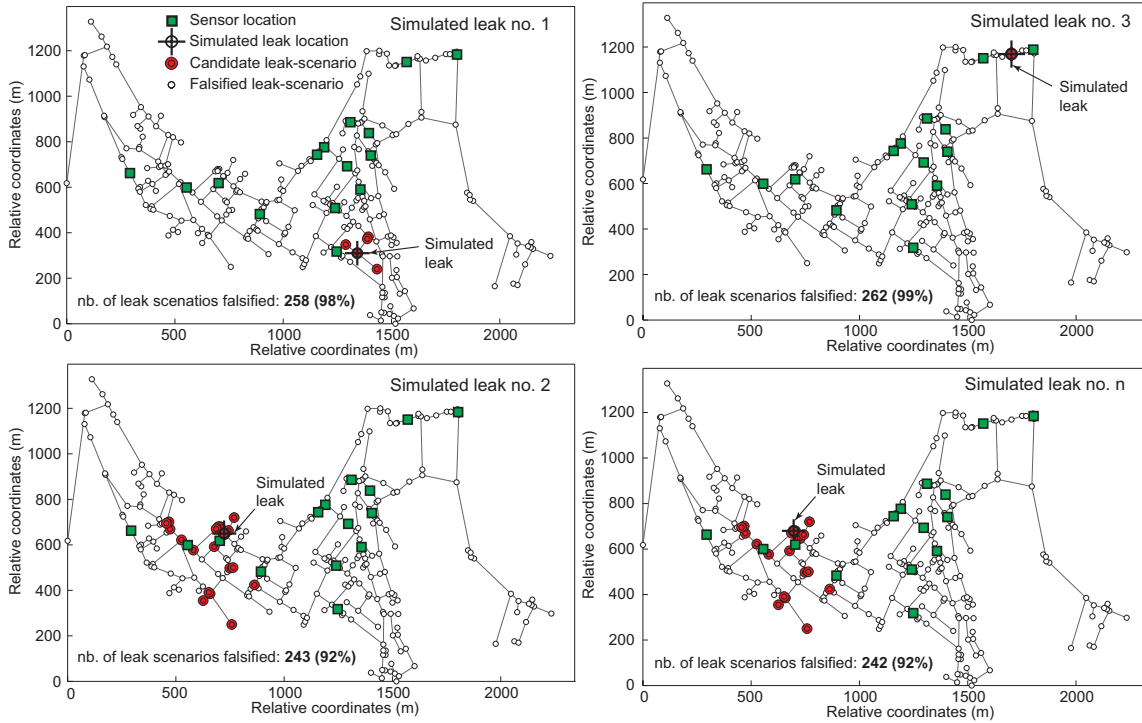 Simulated leak no. 1
Sensor location
Simulated leak location
Candidate leak-scenario
Falsified leak-scenario
Simulated
leak
nb. of leak scenatios falsified: 258 (98%)
Relative coordinates (m)
0
200
400
600
800
1000
1200
0
500
1000
1500
2000
Relative coordinates (m)
Simulated leak no. 3
Simulated
leak
nb. of leak scenarios falsified: 262 (99%)
Relative coordinates (m)
0
200
400
600
800
1000
1200
0
500
1000
1500
2000
Relative coordinates (m)
Simulated leak no. 2
Simulated
leak
nb. of leak scenarios falsified: 243 (92%)
Relative coordinates (m)
0
200
400
600
800
1000
1200
0
500
1000
1500
2000
Relative coordinates (m)
Simulated leak no. n
Simulated
leak
nb. of leak scenarios falsified: 242 (92%)
Relative coordinates (m)
0
200
400
600
800
1000
1200
0
500
1000
1500
2000
Relative coordinates (m)